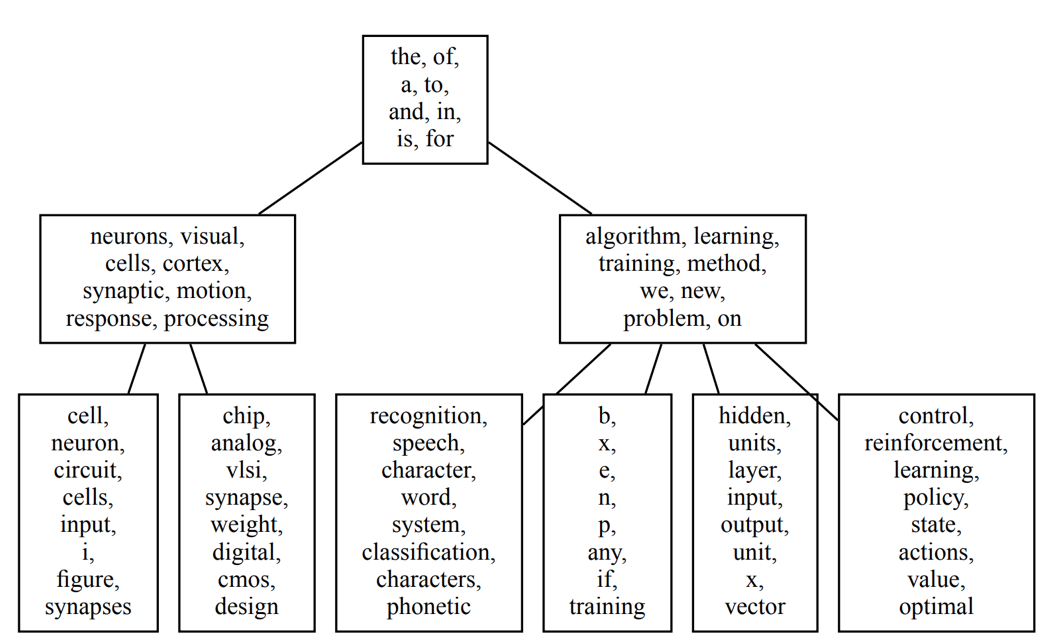 the, of,
a, to,
and, in,
is, for
neurons, visual,
cells, cortex,
synaptic, motion,
response, processing
algorithm, learning,
training, method,
we, new,
problem, on
cell,
neuron,
circuit,
cells,
input,
i,
figure,
synapses
chip,
analog,
vlsi,
synapse,
weight,
digital,
cmos,
design
recognition,
speech,
character,
word,
system,
classification,
characters,
phonetic
b,
x,
e,
n,
p,
any,
if,
training
hidden,
units,
layer,
input,
output,
unit,
x,
vector
control,
reinforcement,
learning,
policy,
state,
actions,
value,
optimal